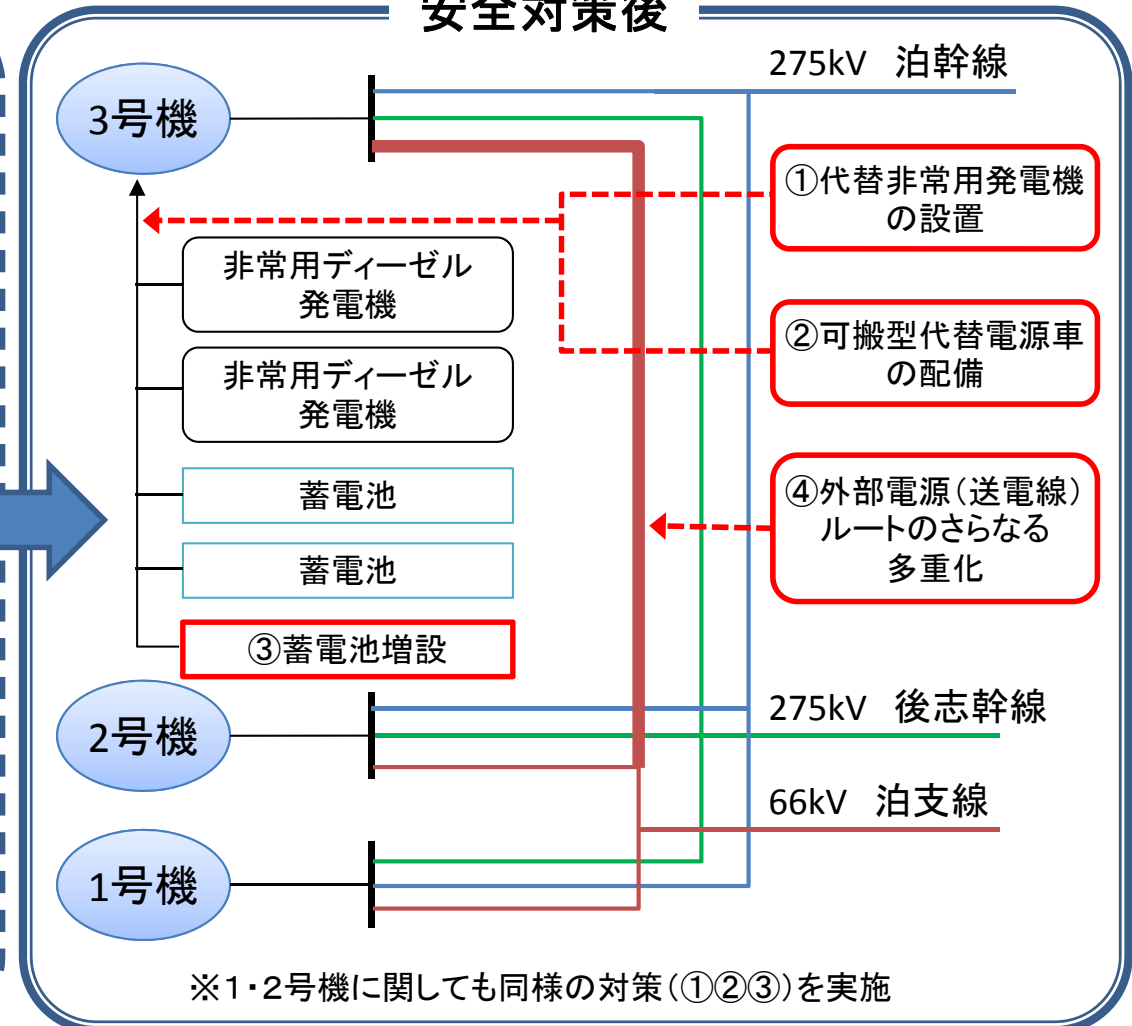 安全対策後
275kV 泊幹線
3号機
①代替非常用発電機
の設置
非常用ディーゼル
発電機
②可搬型代替電源車
の配備
非常用ディーゼル
発電機
蓄電池
④外部電源(送電線)
ルートのさらなる
多重化
蓄電池
③蓄電池増設
275kV 後志幹線
2号機
66kV 泊支線
1号機
※1・2号機に関しても同様の対策(①②③)を実施